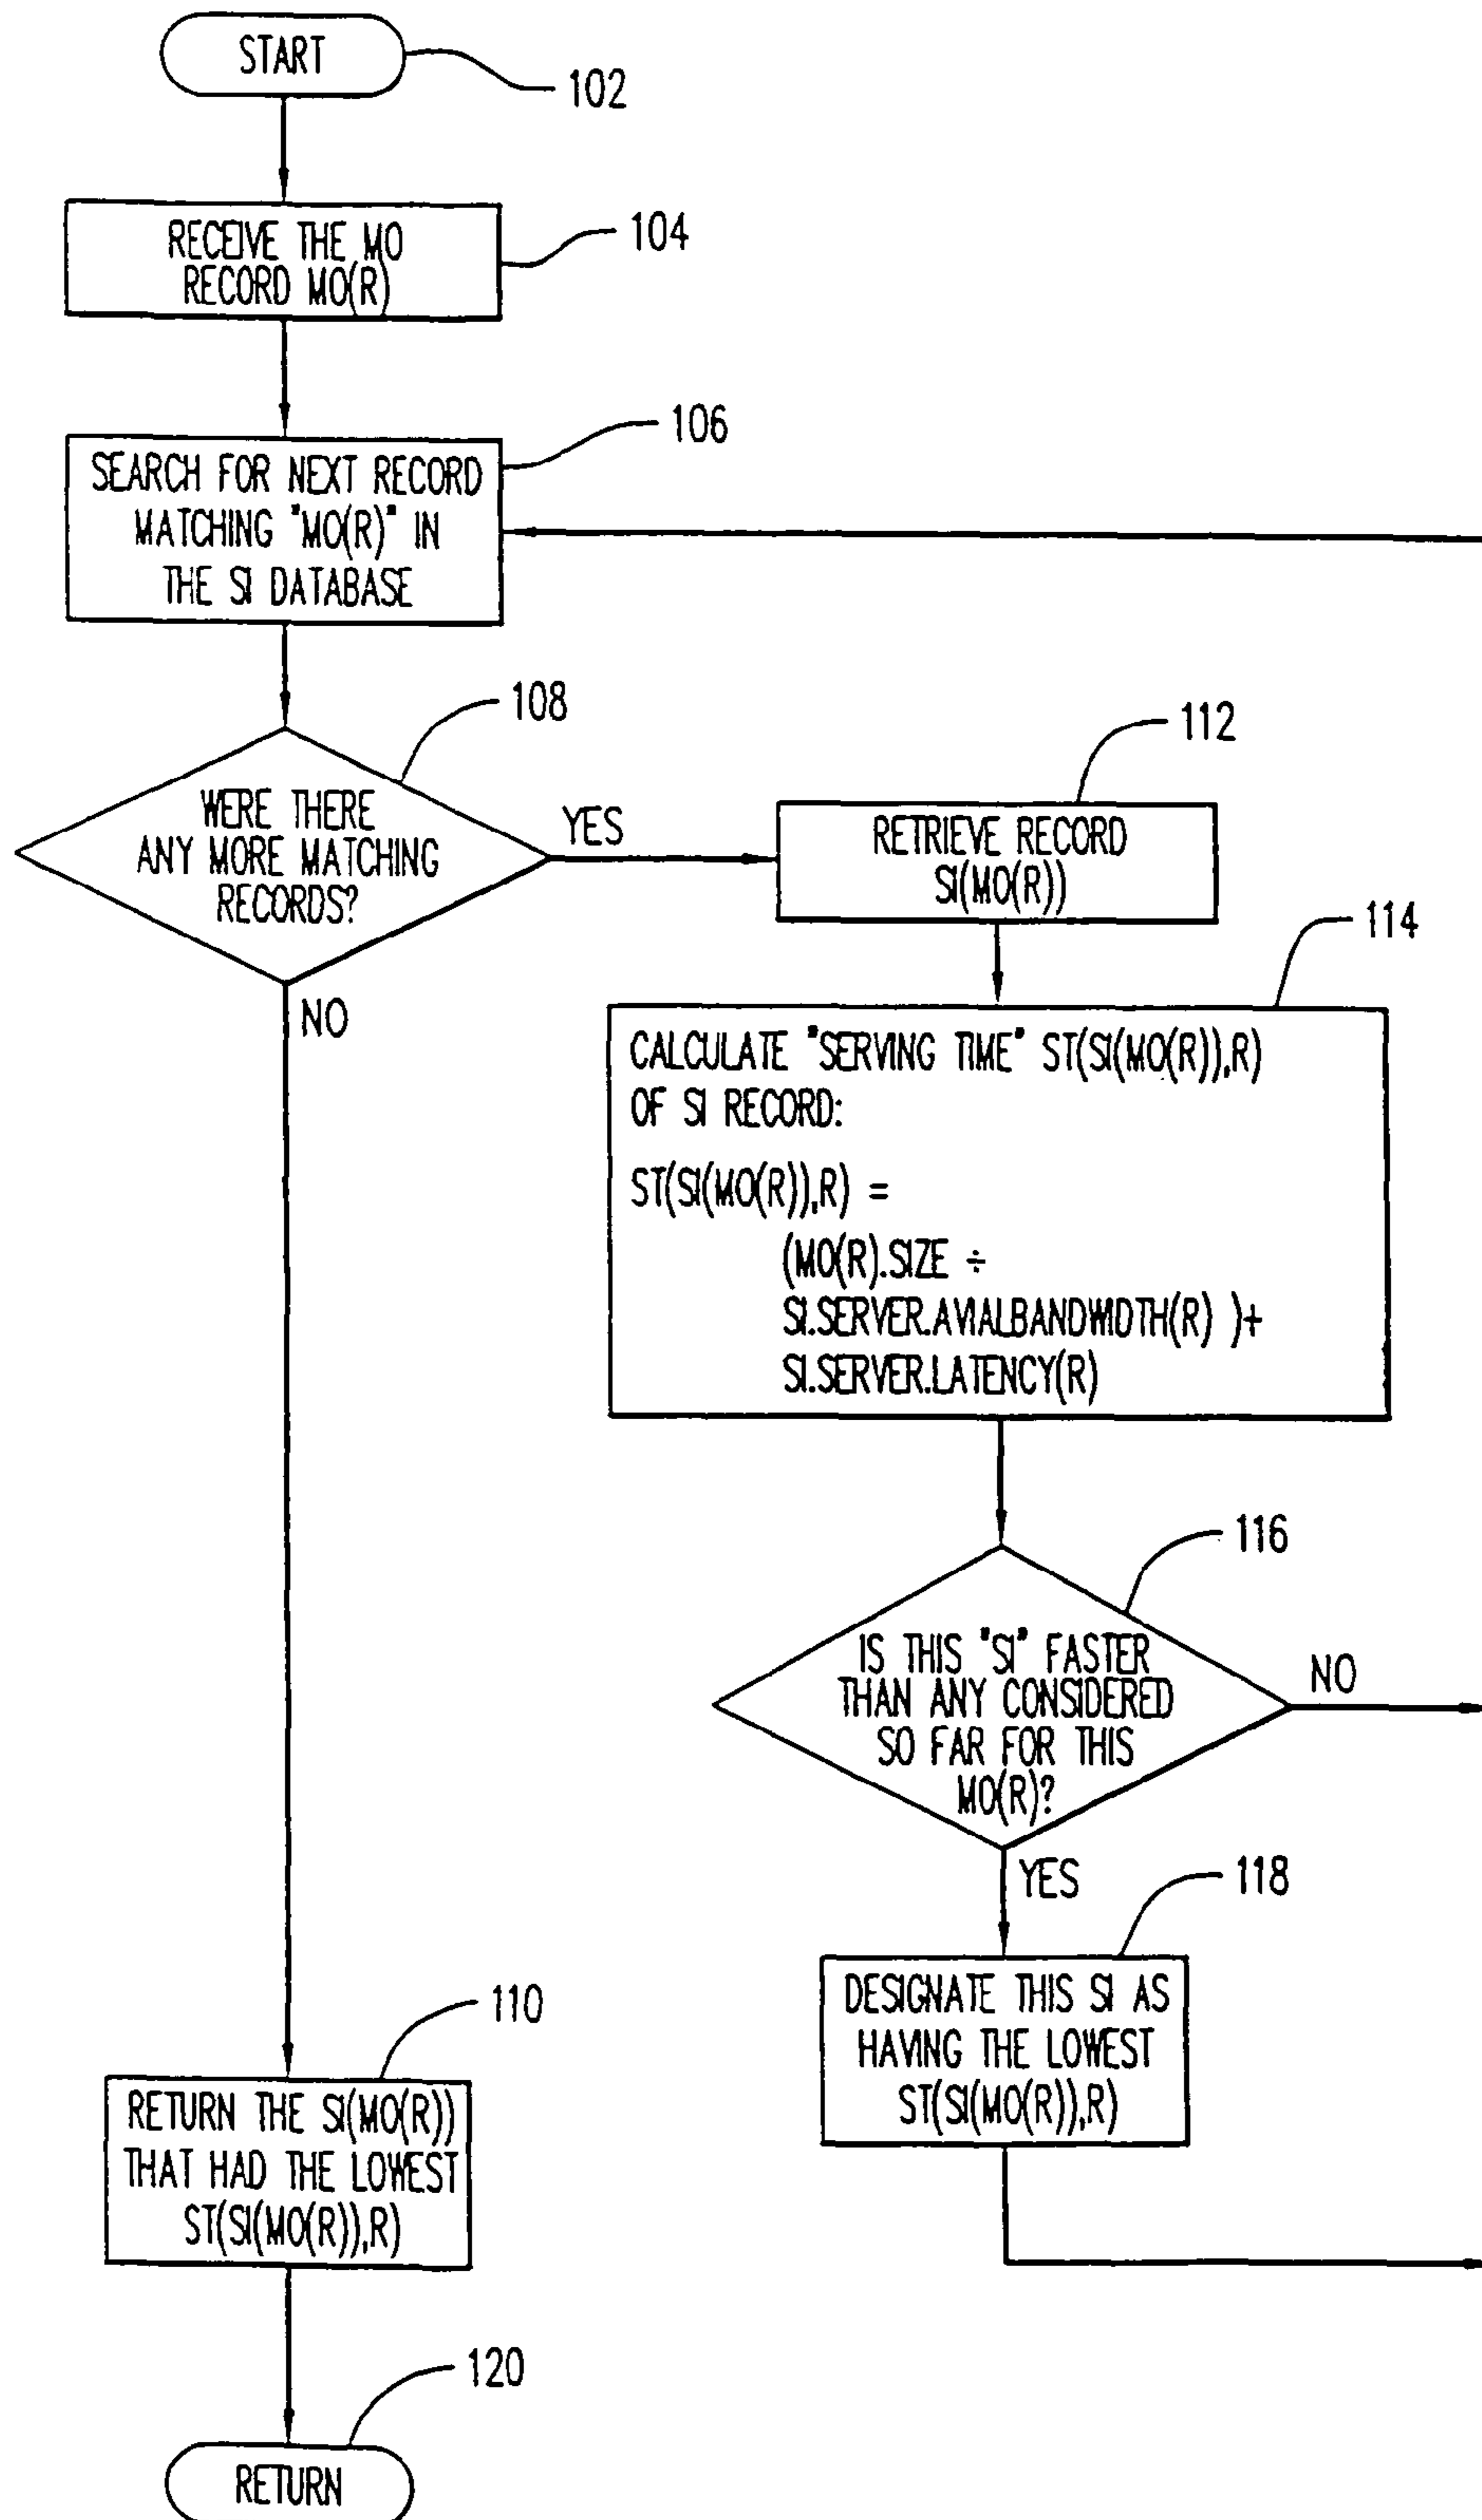 START
102
RECEIVE THE MO
RECORD MO(R)
104
SEARCH FOR NEXT RECORD
MATCHING "MO(R)" IN
THE SI DATABASE
106
WERE THERE
ANY MORE MATCHING
RECORDS?
108
YES
NO
RETRIEVE RECORD
SI(MO(R))
112
CALCULATE "SERVING TIME" ST(SI(MO(R)),R)
OF SI RECORD:
ST(SI(MO(R)),R) =
(MO(R).SIZE ÷
SI.SERVER.AVIALBANDWIDTH(R) )+
SI.SERVER.LATENCY(R)
114
IS THIS "SI" FASTER
THAN ANY CONSIDERED
SO FAR FOR THIS
MO(R)?
116
NO
YES
DESIGNATE THIS SI AS
HAVING THE LOWEST
ST(SI(MO(R)),R)
118
RETURN THE SI(MO(R))
THAT HAD THE LOWEST
ST(SI(MO(R)),R)
110
RETURN
120